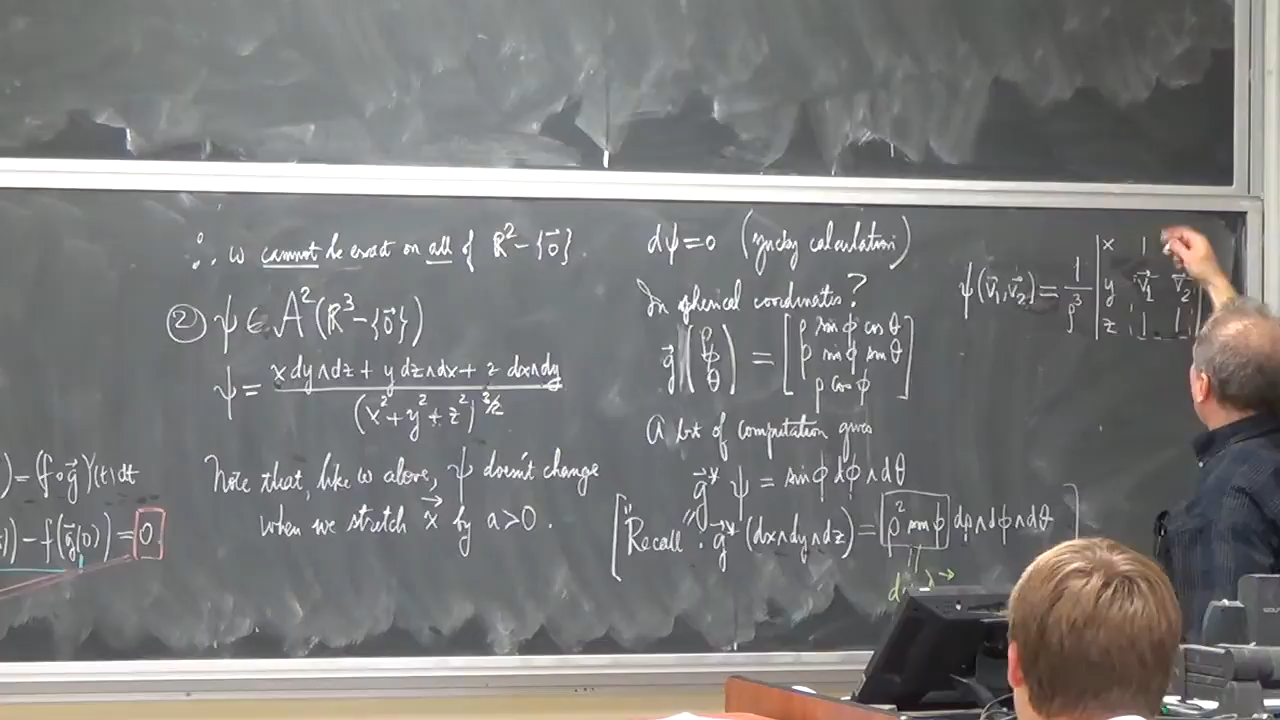 ∴ ω cannot be exact on all of ℝ² − {0⃗}.
② ψ ∈ A²(ℝ³ − {0⃗})
ψ = (x dy∧dz + y dz∧dx + z dx∧dy) / (x² + y² + z²)^{3/2}
Note that, like ω above, ψ doesn't change
when we stretch x⃗ by a > 0.
) = (f∘g⃗)'(t) dt
) − f(g⃗(0)) = 0
dψ = 0 (yucky calculation)
In spherical coordinates?
g⃗ (ρ φ θ) = [ρ sin φ cos θ
ρ sin φ sin θ
ρ cos φ]
A bit of computation gives
g⃗* ψ = sin φ dφ∧dθ
["Recall": g⃗* (dx∧dy∧dz) = ρ² sin φ dρ∧dφ∧dθ]
ψ(v⃗₁, v⃗₂) = 1/ρ³ | x | 
y v⃗₁ v⃗₂
z | | |